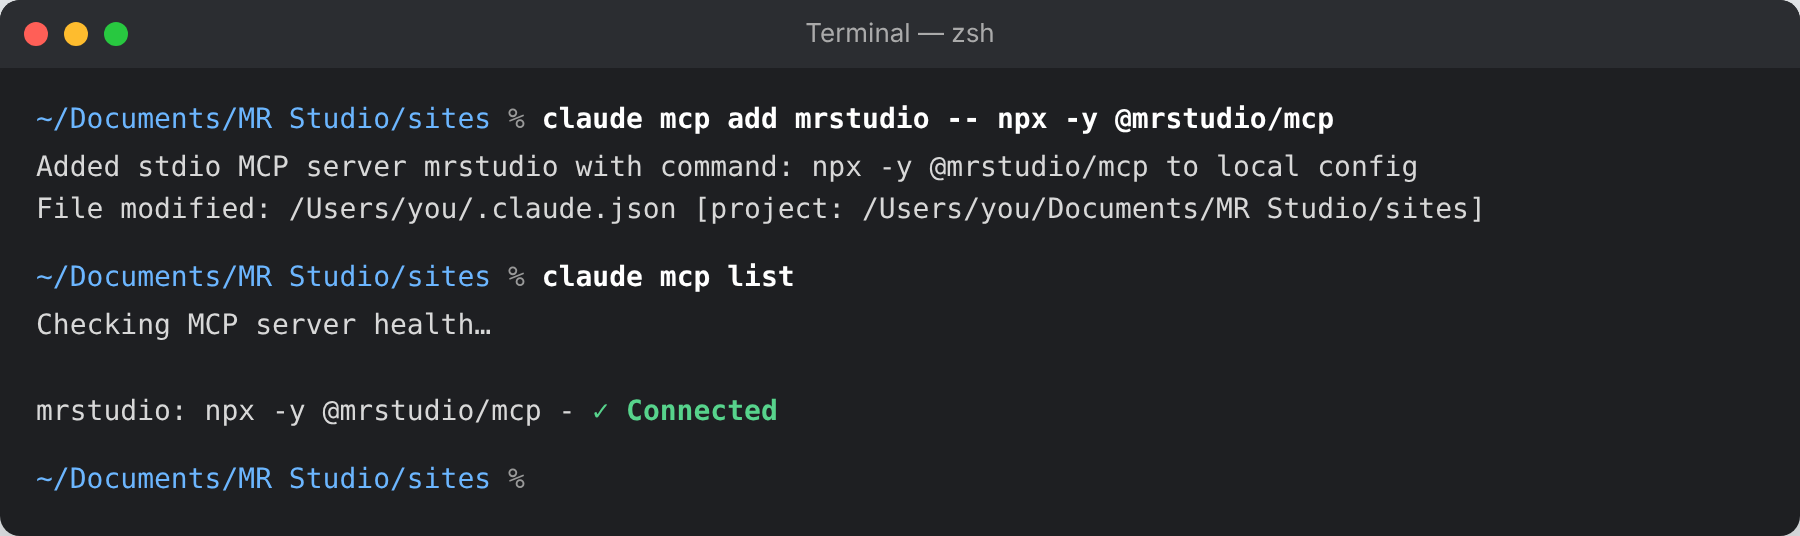 Terminal — zsh
~/Documents/MR Studio/sites % claude mcp add mrstudio -- npx -y @mrstudio/mcp
Added stdio MCP server mrstudio with command: npx -y @mrstudio/mcp to local config
File modified: /Users/you/.claude.json [project: /Users/you/Documents/MR Studio/sites]
~/Documents/MR Studio/sites % claude mcp list
Checking MCP server health…
mrstudio: npx -y @mrstudio/mcp - ✓ Connected
~/Documents/MR Studio/sites %